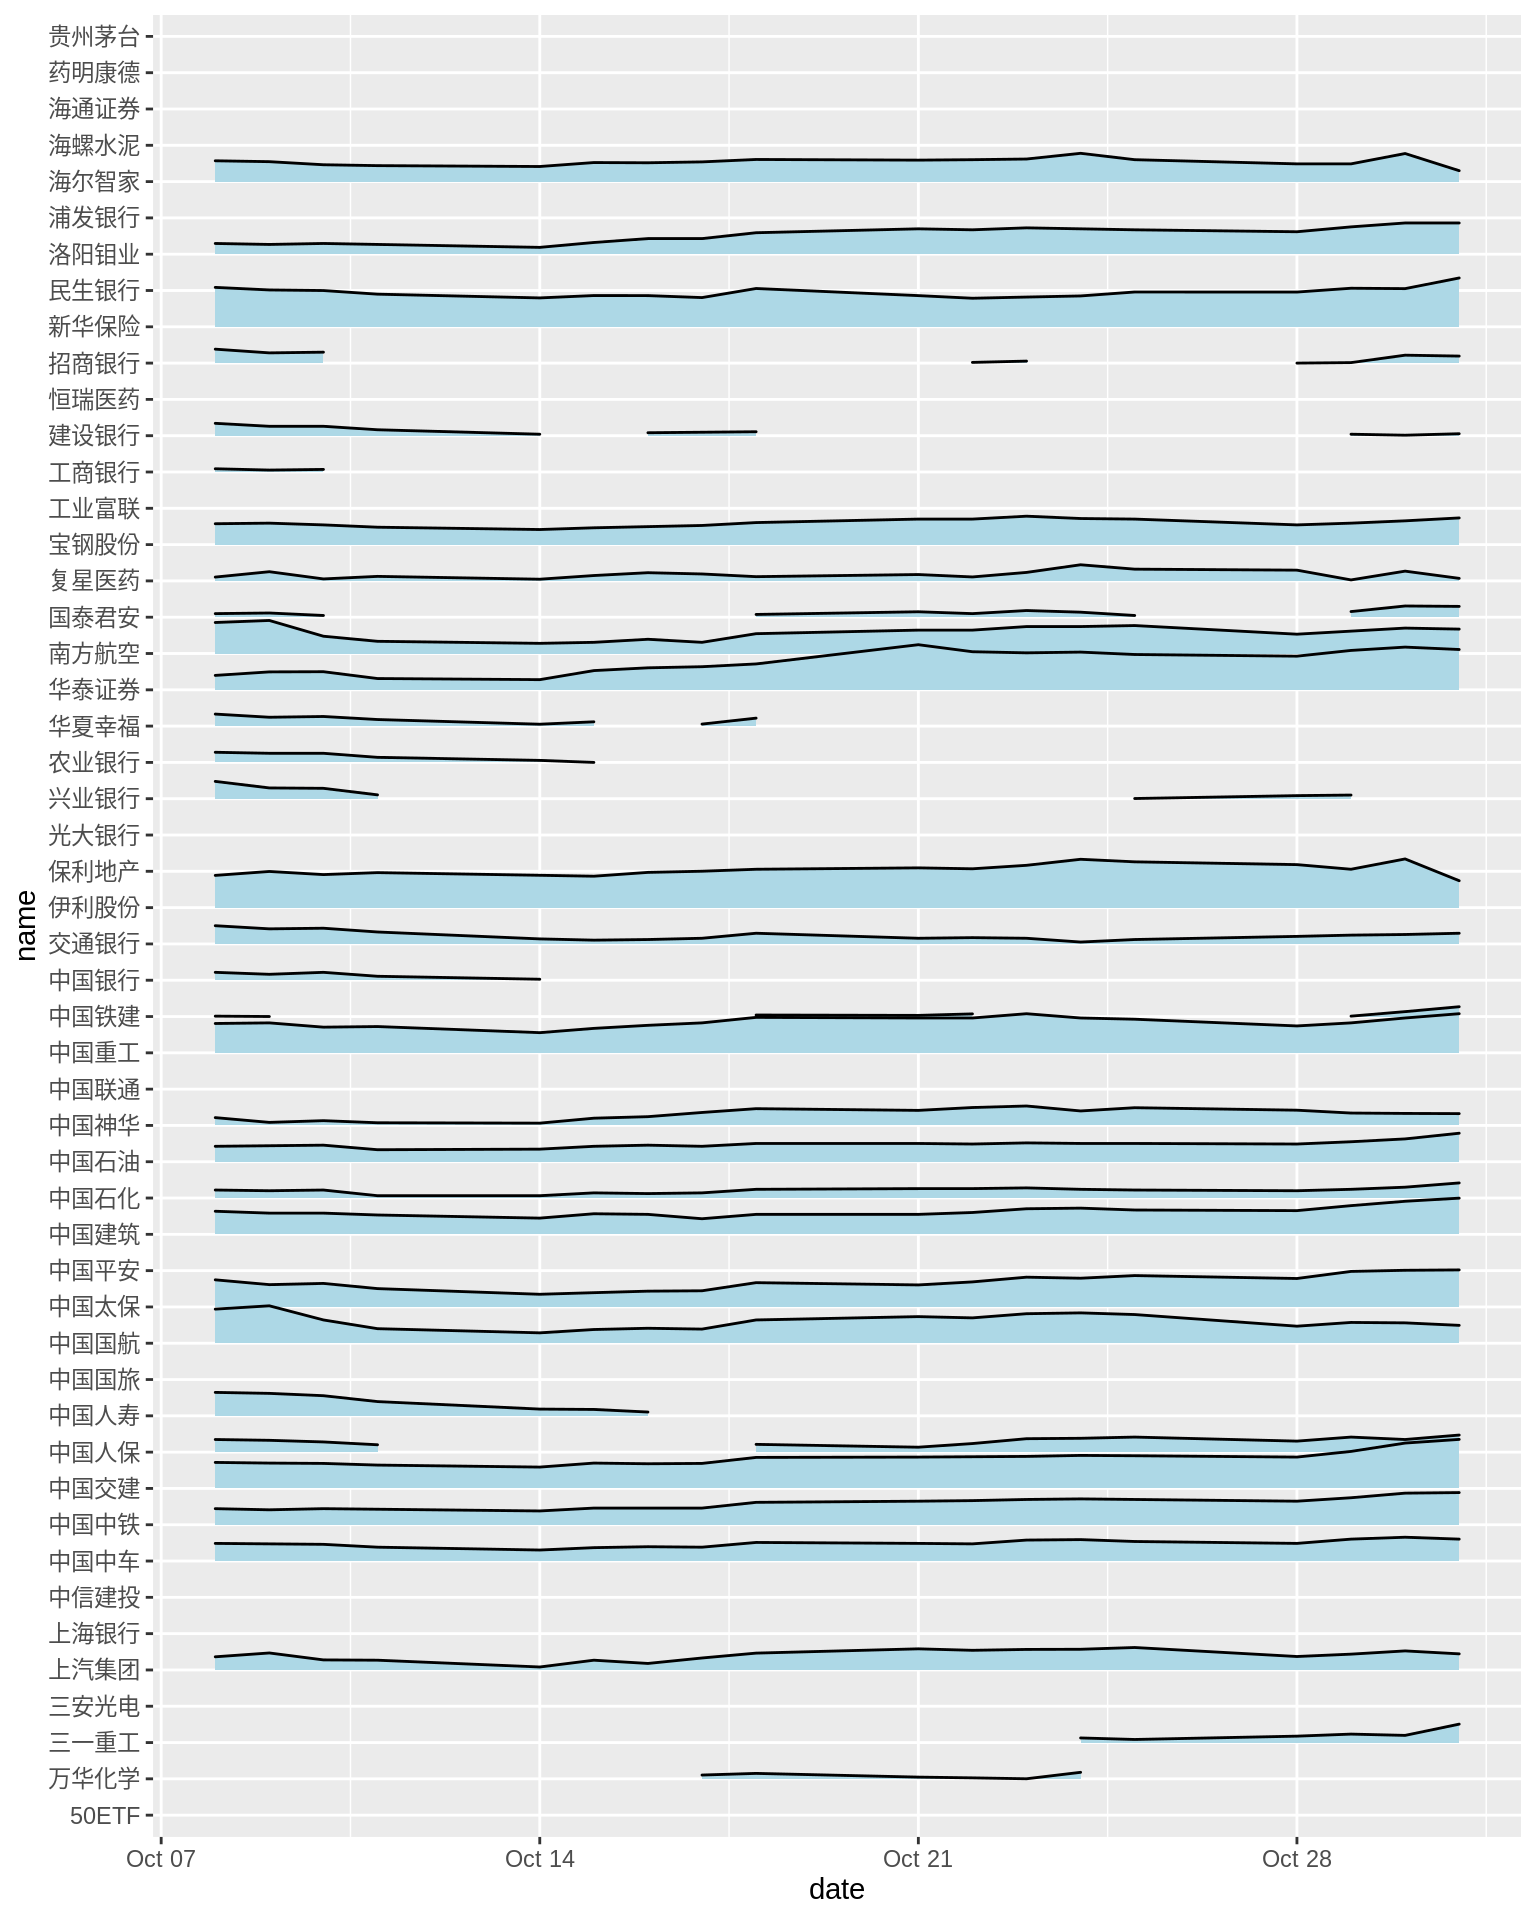 贵州茅台
药明康德
海通证券
海螺水泥
海尔智家
浦发银行
洛阳钼业
民生银行
新华保险
招商银行
恒瑞医药
建设银行
工商银行
工业富联
宝钢股份
复星医药
国泰君安
南方航空
华泰证券
华夏幸福
农业银行
兴业银行
光大银行
保利地产
伊利股份
交通银行
中国银行
中国铁建
中国重工
中国联通
中国神华
中国石油
中国石化
中国建筑
中国平安
中国太保
中国国航
中国国旅
中国人寿
中国人保
中国交建
中国中铁
中国中车
中信建投
上海银行
上汽集团
三安光电
三一重工
万华化学
50ETF
name
Oct 07 Oct 14 Oct 21 Oct 28
date